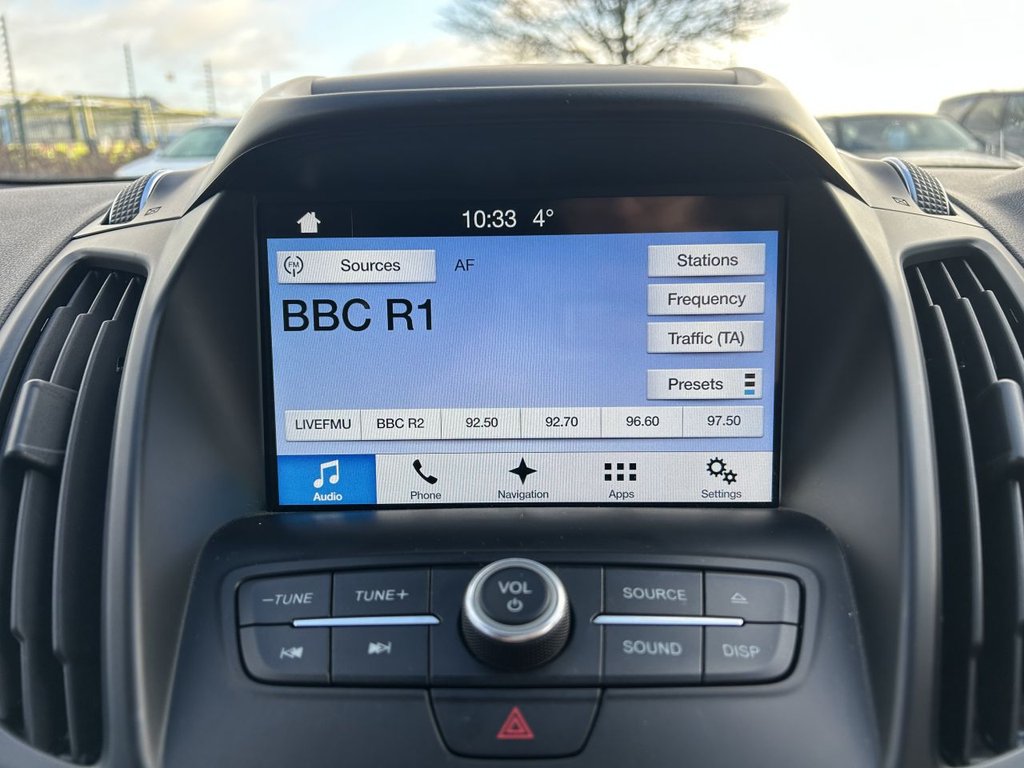 10:33 4°
FM Sources AF Stations
BBC R1
Frequency
Traffic (TA)
Presets
LIVEFMU BBC R2 92.50 92.70 96.60 97.50
Audio Phone Navigation Apps Settings
−TUNE TUNE+ VOL SOURCE
SOUND DISP